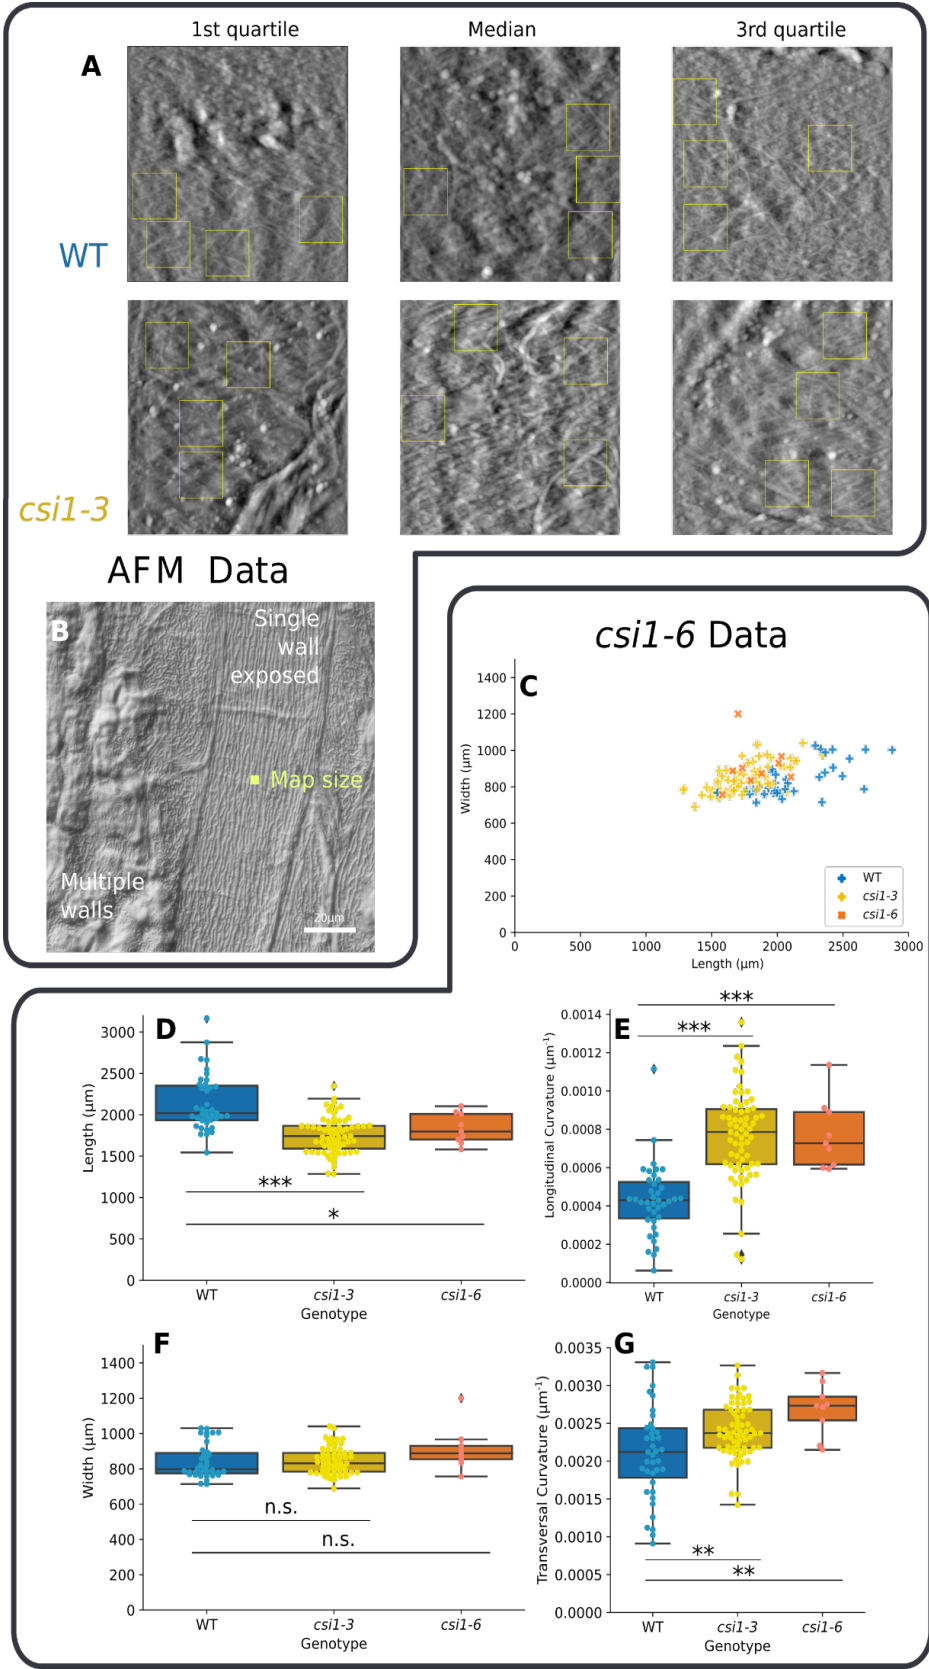 1st quartile Median 3rd quartile
A
WT
csi1-3
AFM Data
B
Single
wall
exposed
Map size
Multiple
walls
20μm
csi1-6 Data
C
Width (μm)
1400
1200
1000
800
600
400
200
0
0 500 1000 1500 2000 2500 3000
Length (μm)
WT
csi1-3
csi1-6
D
Length (μm)
3000
2500
2000
1500
1000
500
0
***
*
WT csi1-3 csi1-6
Genotype
E
Longitudinal Curvature (μm⁻¹)
0.0014
0.0012
0.0010
0.0008
0.0006
0.0004
0.0002
0.0000
***
***
WT csi1-3 csi1-6
Genotype
F
Width (μm)
1400
1200
1000
800
600
400
200
0
n.s.
n.s.
WT csi1-3 csi1-6
Genotype
G
Transversal Curvature (μm⁻¹)
0.0035
0.0030
0.0025
0.0020
0.0015
0.0010
0.0005
0.0000
**
**
WT csi1-3 csi1-6
Genotype